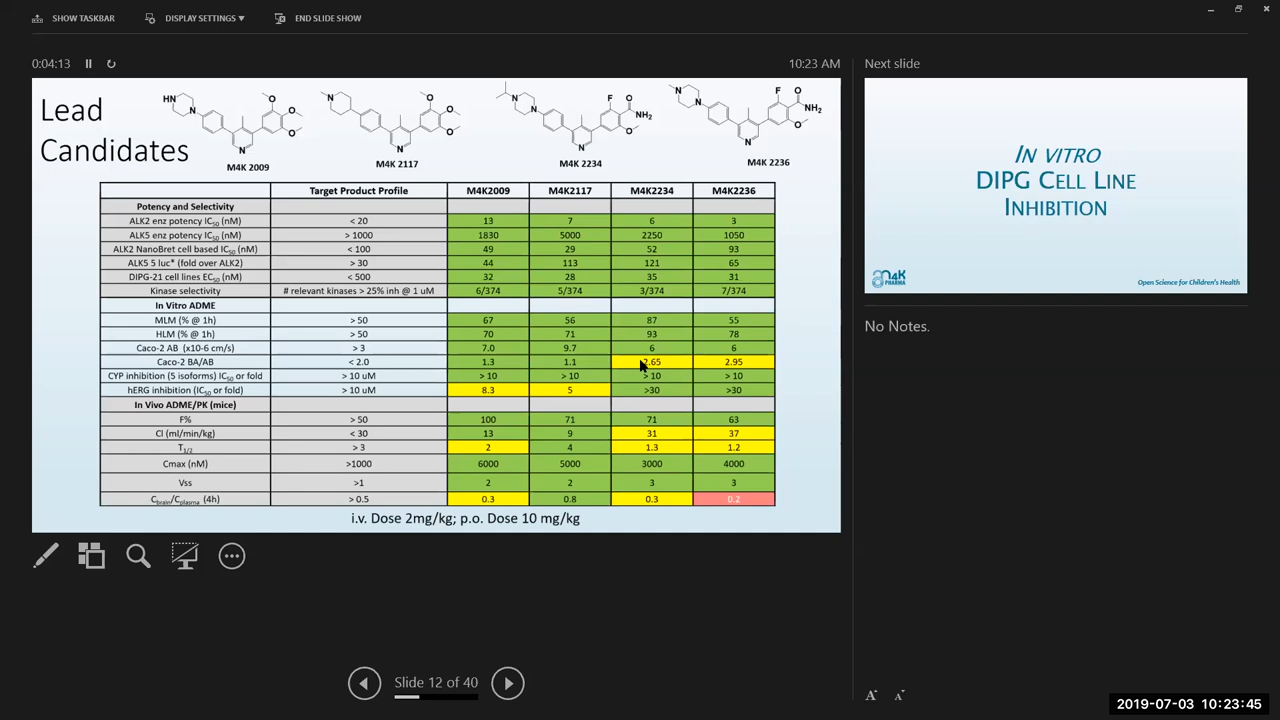 SHOW TASKBAR DISPLAY SETTINGS ▼ END SLIDE SHOW
0:04:13 10:23 AM
Next slide
Lead
Candidates
HN N O O O N
M4K 2009
N O O O
M4K 2117
N N F O NH2 O N
M4K 2234
N N F O NH2 O N
M4K 2236
Target Product Profile M4K2009 M4K2117 M4K2234 M4K2236
Potency and Selectivity
ALK2 enz potency IC50 (nM) < 20 13 7 6 3
ALK5 enz potency IC50 (nM) > 1000 1830 5000 2250 1050
ALK2 NanoBret cell based IC50 (nM) < 100 49 29 52 93
ALK5 5 luc* (fold over ALK2) > 30 44 113 121 65
DIPG-21 cell lines EC50 (nM) < 500 32 28 35 31
Kinase selectivity # relevant kinases > 25% inh @ 1 uM 6/374 5/374 3/374 7/374
In Vitro ADME
MLM (% @ 1h) > 50 67 56 87 55
HLM (% @ 1h) > 50 70 71 93 78
Caco-2 AB (x10-6 cm/s) > 3 7.0 9.7 6 6
Caco-2 BA/AB < 2.0 1.3 1.1 2.65 2.95
CYP inhibition (5 isoforms) IC50 or fold > 10 uM > 10 > 10 > 10 > 10
hERG inhibition (IC50 or fold) > 10 uM 8.3 5 >30 >30
In Vivo ADME/PK (mice)
F% > 50 100 71 71 63
Cl (ml/min/kg) < 30 13 9 31 37
T1/2 > 3 2 4 1.3 1.2
Cmax (nM) >1000 6000 5000 3000 4000
Vss >1 2 2 3 3
Cbrain/Cplasma (4h) > 0.5 0.3 0.8 0.3 0.2
i.v. Dose 2mg/kg; p.o. Dose 10 mg/kg
IN VITRO
DIPG CELL LINE
INHIBITION
M4K
PHARMA
Open Science for Children's Health
No Notes.
Slide 12 of 40
A A
2019-07-03 10:23:45